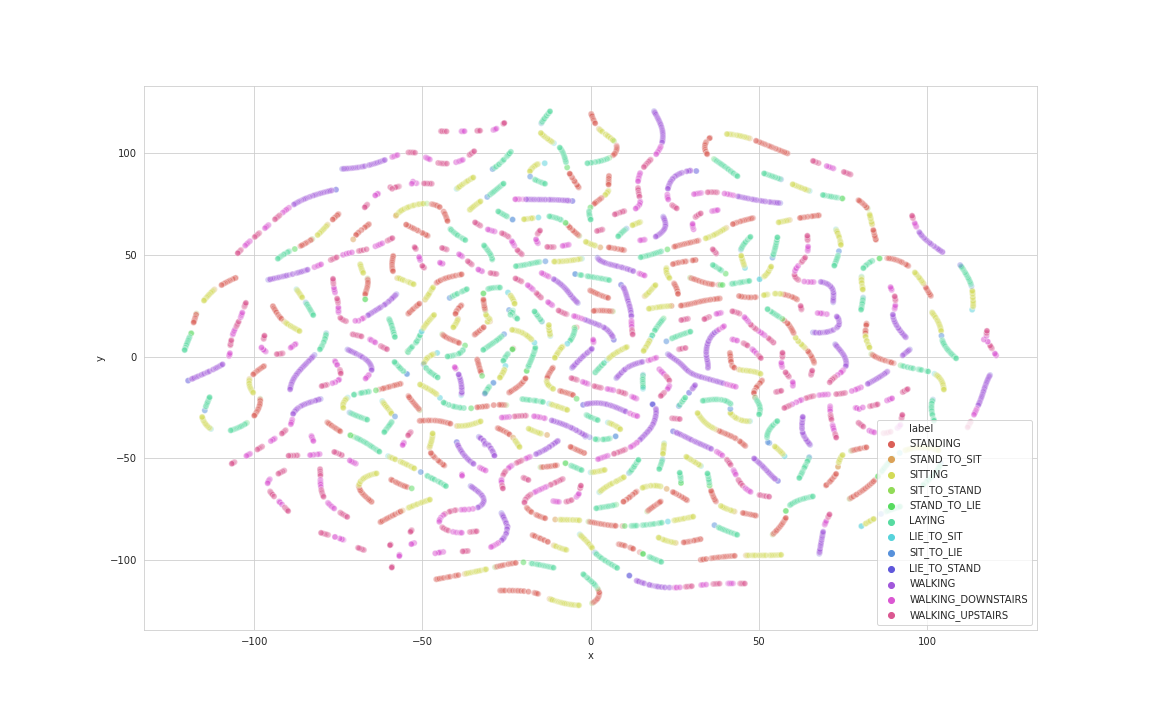 100
50
0
−50
−100
y
−100
−50
0
50
100
x
label
STANDING
STAND_TO_SIT
SITTING
SIT_TO_STAND
STAND_TO_LIE
LAYING
LIE_TO_SIT
SIT_TO_LIE
LIE_TO_STAND
WALKING
WALKING_DOWNSTAIRS
WALKING_UPSTAIRS